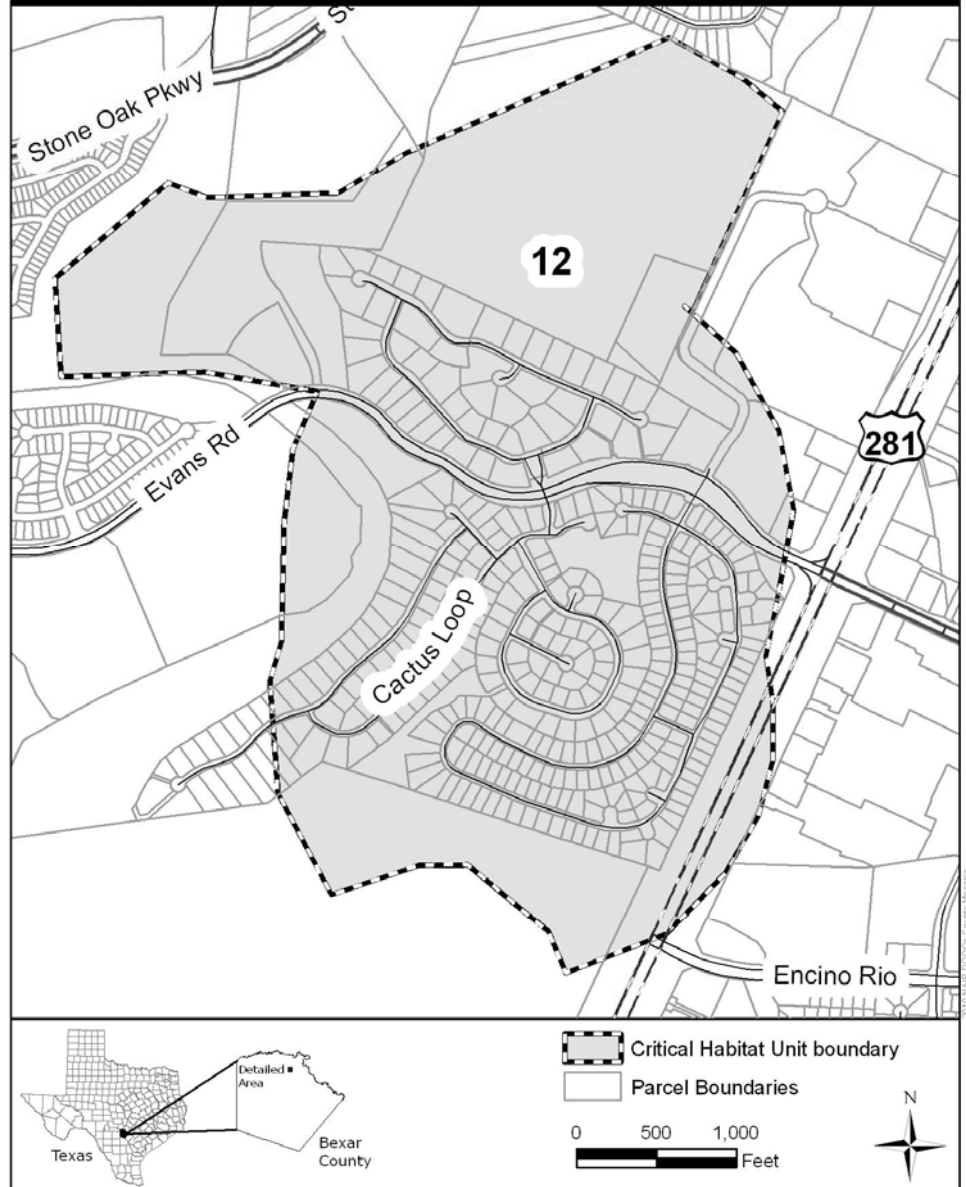 Stone Oak Pkwy
St
12
281
Evans Rd
Cactus Loop
Encino Rio
Detailed
Area
Texas
Bexar
County
Critical Habitat Unit boundary
Parcel Boundaries
0 500 1,000
Feet
N